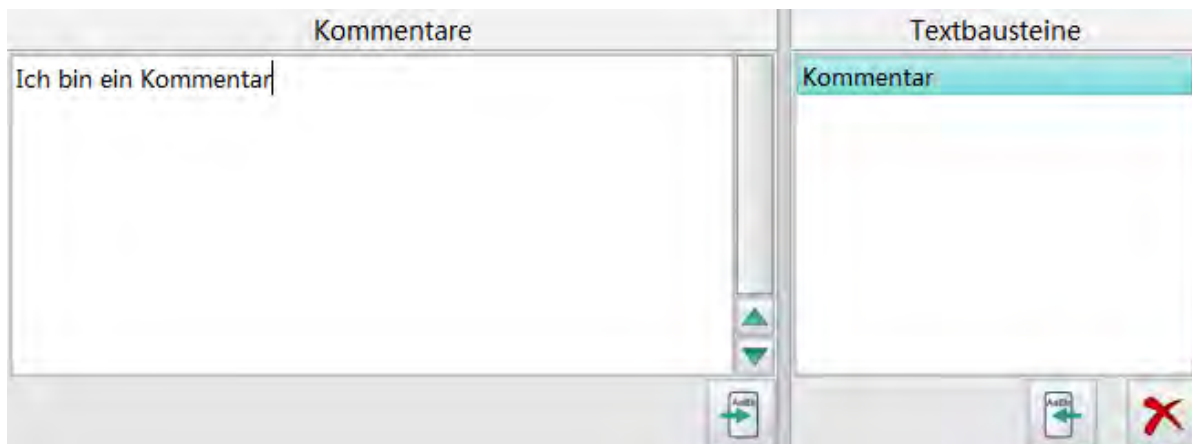 Kommentare
Textbausteine
Ich bin ein Kommentar
Kommentar